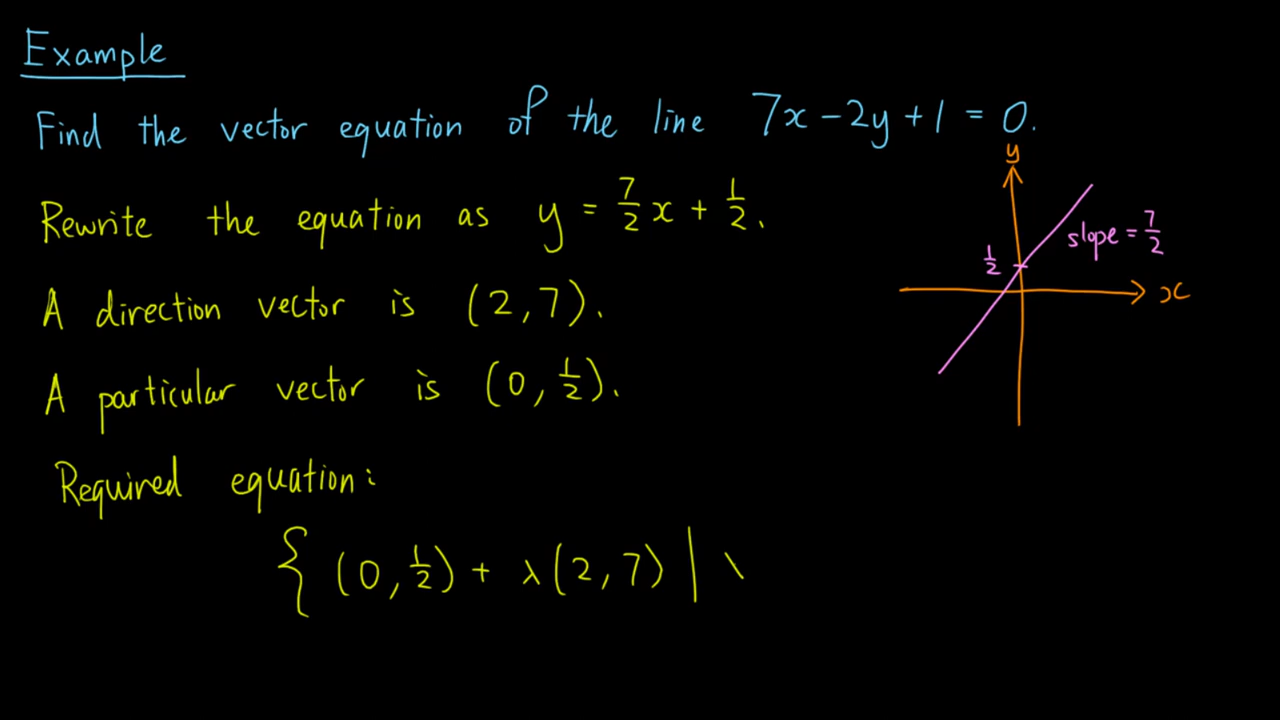 Example
Find the vector equation of the line 7x - 2y + 1 = 0.
y
Rewrite the equation as y = 7/2 x + 1/2.
slope = 7/2
1/2
x
A direction vector is (2, 7).
A particular vector is (0, 1/2).
Required equation:
{ (0, 1/2) + λ(2, 7) |